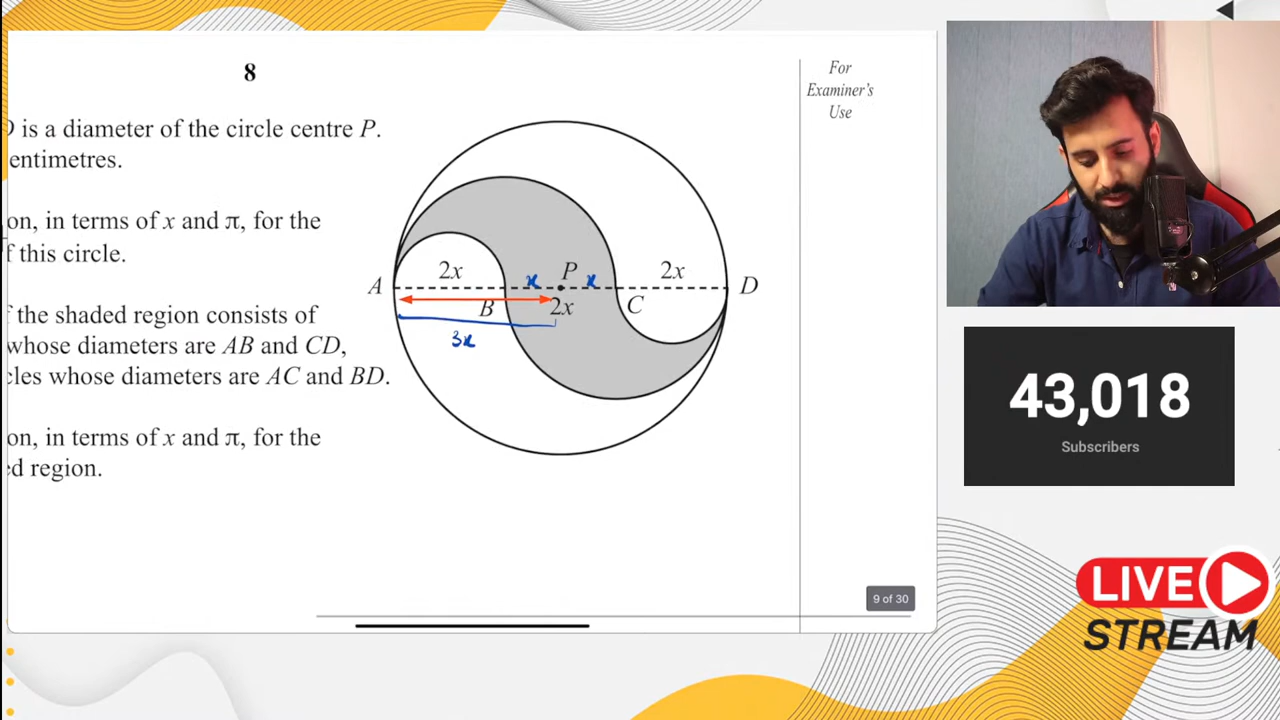 8
For
Examiner's
Use
is a diameter of the circle centre P.
entimetres.
on, in terms of x and π, for the
f this circle.
f the shaded region consists of
whose diameters are AB and CD,
cles whose diameters are AC and BD.
on, in terms of x and π, for the
ed region.
A
2x
x
P
x
2x
D
B
2x
C
3x
9 of 30
43,018
Subscribers
LIVE
STREAM